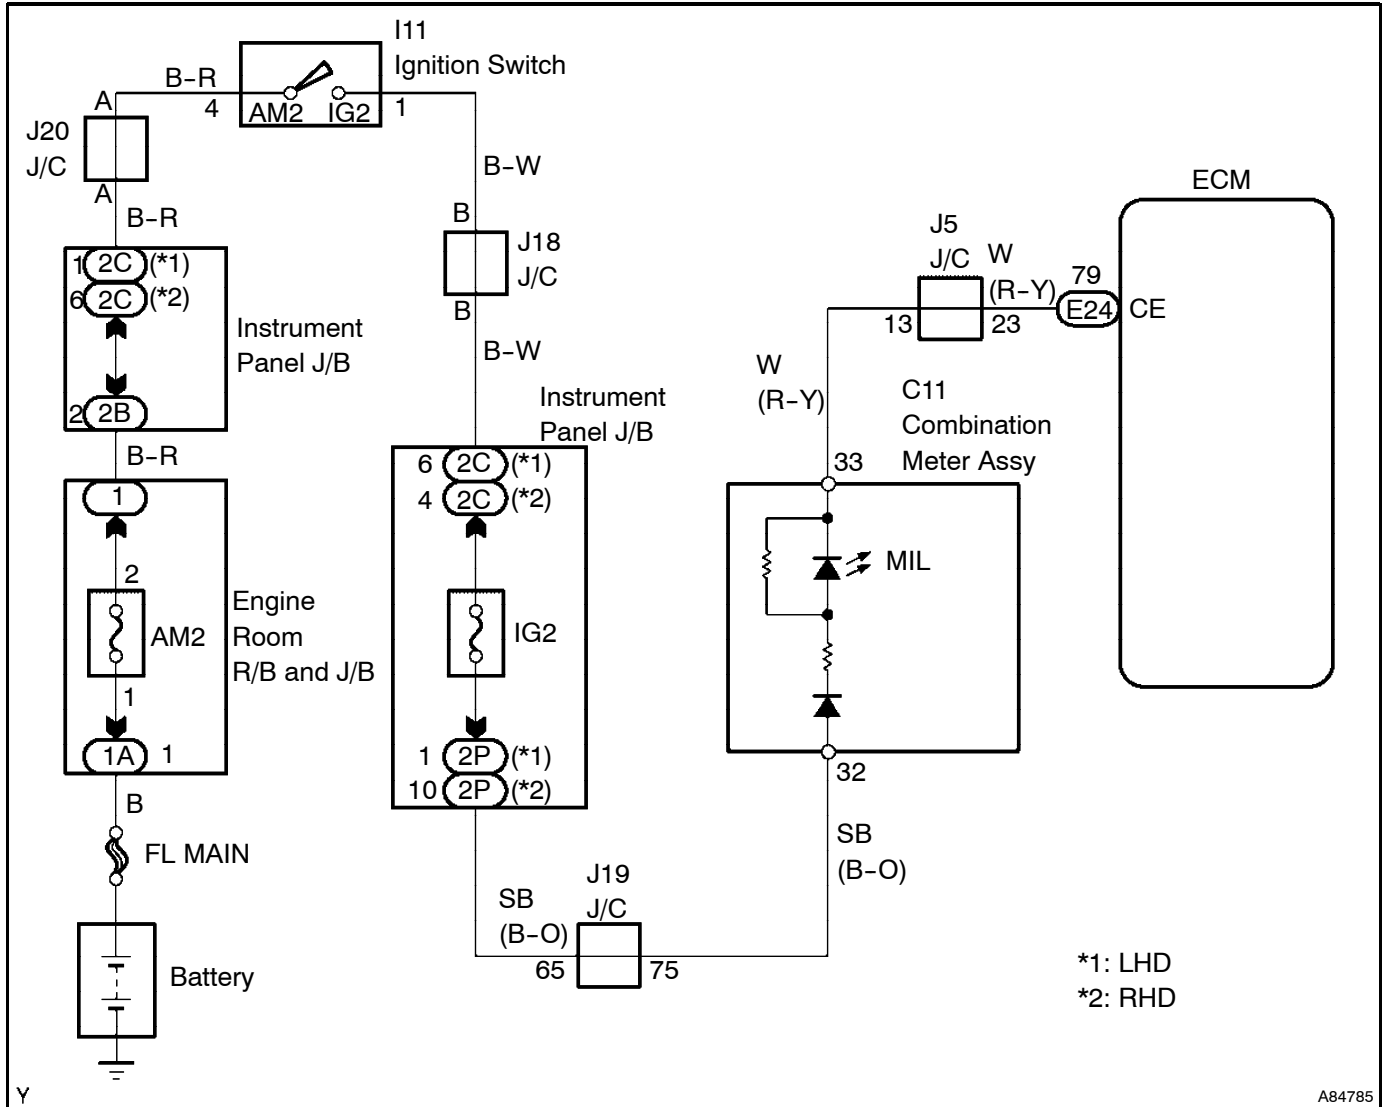 I11
Ignition Switch
B-R
4
AM2
IG2
1
A
J20
J/C
A
B-R
1
2C
(*1)
6
2C
(*2)
Instrument
Panel J/B
2
2B
B-R
1
2
AM2
Engine
Room
R/B and J/B
1
1A
1
B
FL MAIN
Battery
B-W
B
J18
J/C
B
B-W
Instrument
Panel J/B
6
2C
(*1)
4
2C
(*2)
IG2
1
2P
(*1)
10
2P
(*2)
SB
(B-O)
65
J19
J/C
75
ECM
J5
J/C
W
(R-Y)
79
E24
CE
13
23
W
(R-Y)
C11
Combination
Meter Assy
33
MIL
32
SB
(B-O)
*1: LHD
*2: RHD
Y
A84785